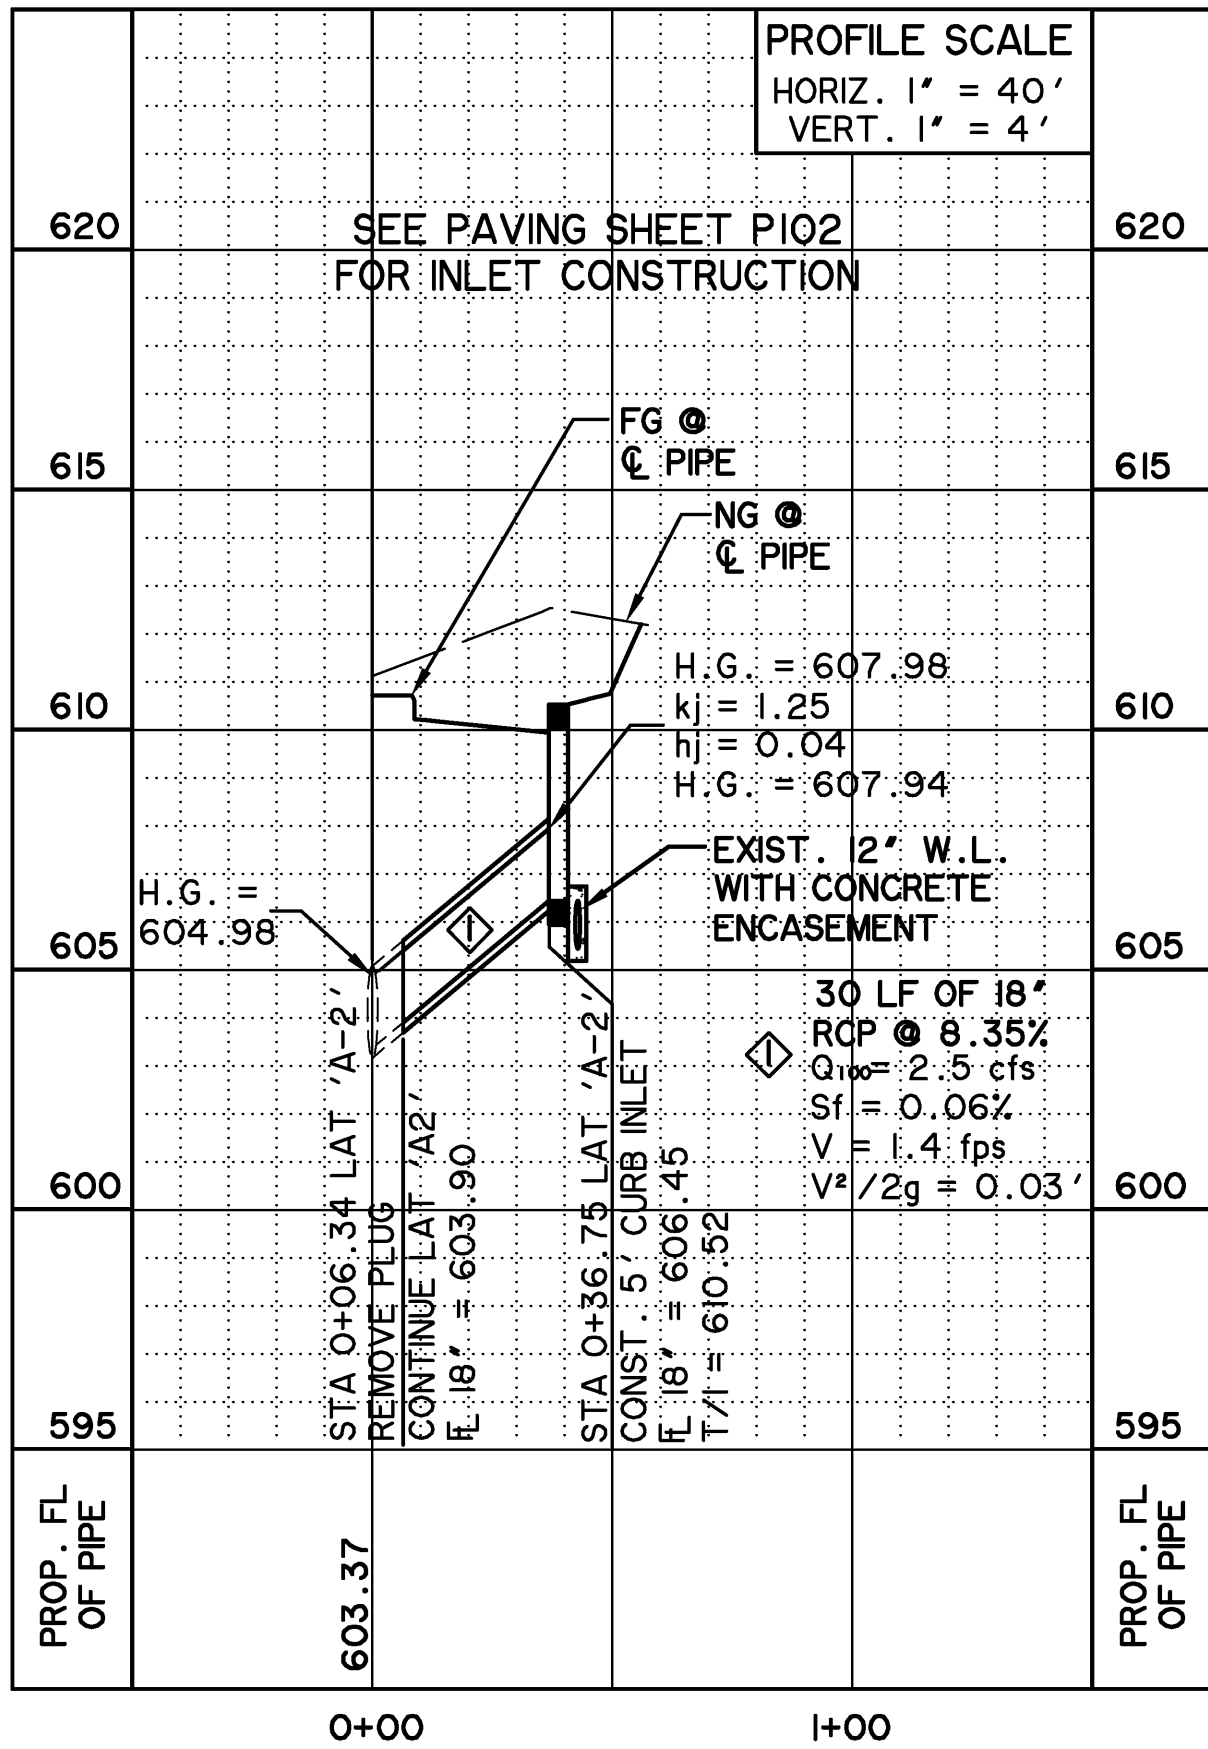 PROFILE SCALE
HORIZ. 1" = 40'
VERT. 1" = 4'
620
SEE PAVING SHEET P102
FOR INLET CONSTRUCTION
620
FG @
℄ PIPE
615
615
NG @
℄ PIPE
H.G. = 607.98
kj = 1.25
hj = 0.04
H.G. = 607.94
610
610
EXIST. 12" W.L.
WITH CONCRETE
ENCASEMENT
H.G. =
604.98
1
605
605
1
30 LF OF 18"
RCP @ 8.35%
Q100= 2.5 cfs
Sf = 0.06%
V = 1.4 fps
V²/2g = 0.03'
STA 0+06.34 LAT 'A-2'
REMOVE PLUG
CONTINUE LAT 'A2'
FL 18" = 603.90
STA 0+36.75 LAT 'A-2'
CONST. 5' CURB INLET
FL 18" = 606.45
T/I = 610.52
600
600
595
595
PROP. FL
OF PIPE
603.37
PROP. FL
OF PIPE
0+00
1+00